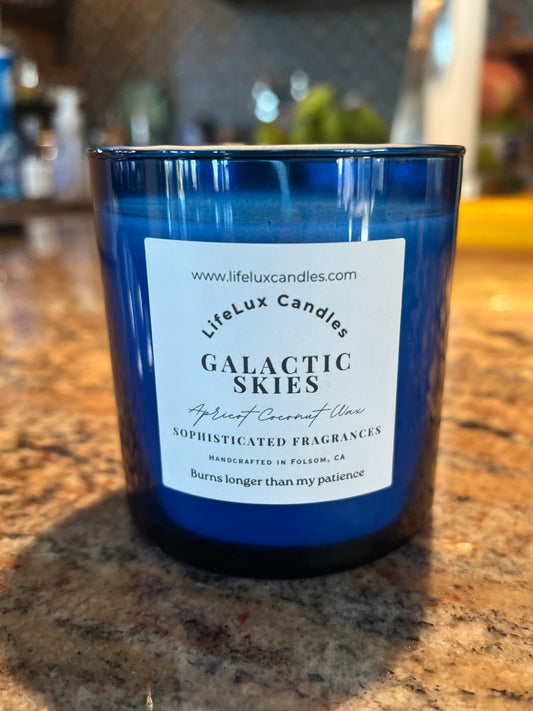 www.lifeluxcandles.com
LifeLux Candles
GALACTIC
SKIES
Apricot Coconut Wax
SOPHISTICATED FRAGRANCES
HANDCRAFTED IN FOLSOM, CA
Burns longer than my patience